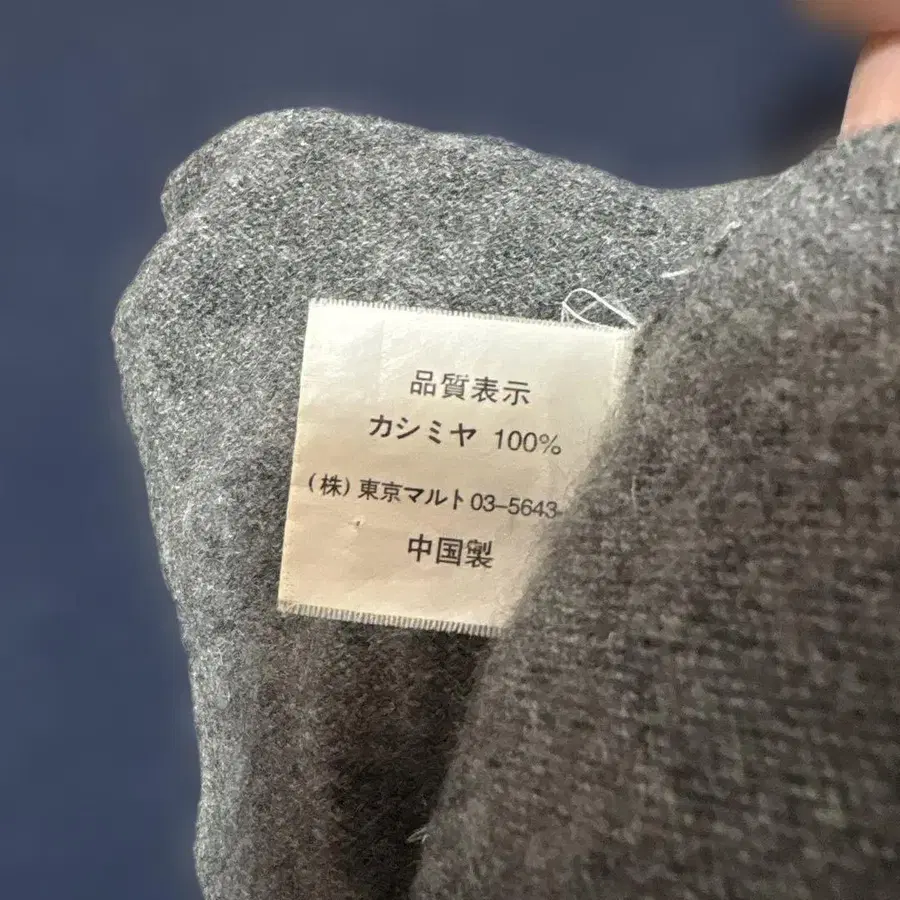 品質表示
カシミヤ 100%
(株) 東京マルト 03-5643-
中国製